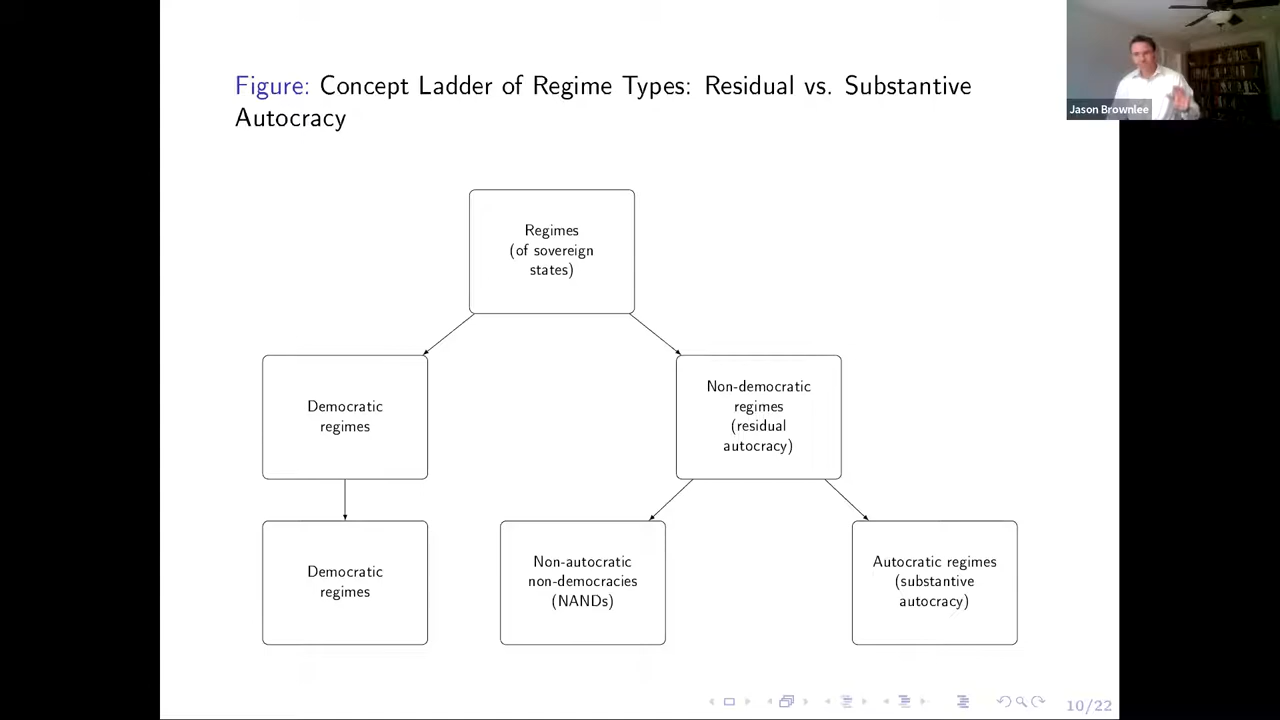 Figure: Concept Ladder of Regime Types: Residual vs. Substantive
Autocracy
Jason Brownlee
Regimes
(of sovereign
states)
Democratic
regimes
Non-democratic
regimes
(residual
autocracy)
Democratic
regimes
Non-autocratic
non-democracies
(NANDs)
Autocratic regimes
(substantive
autocracy)
10/22